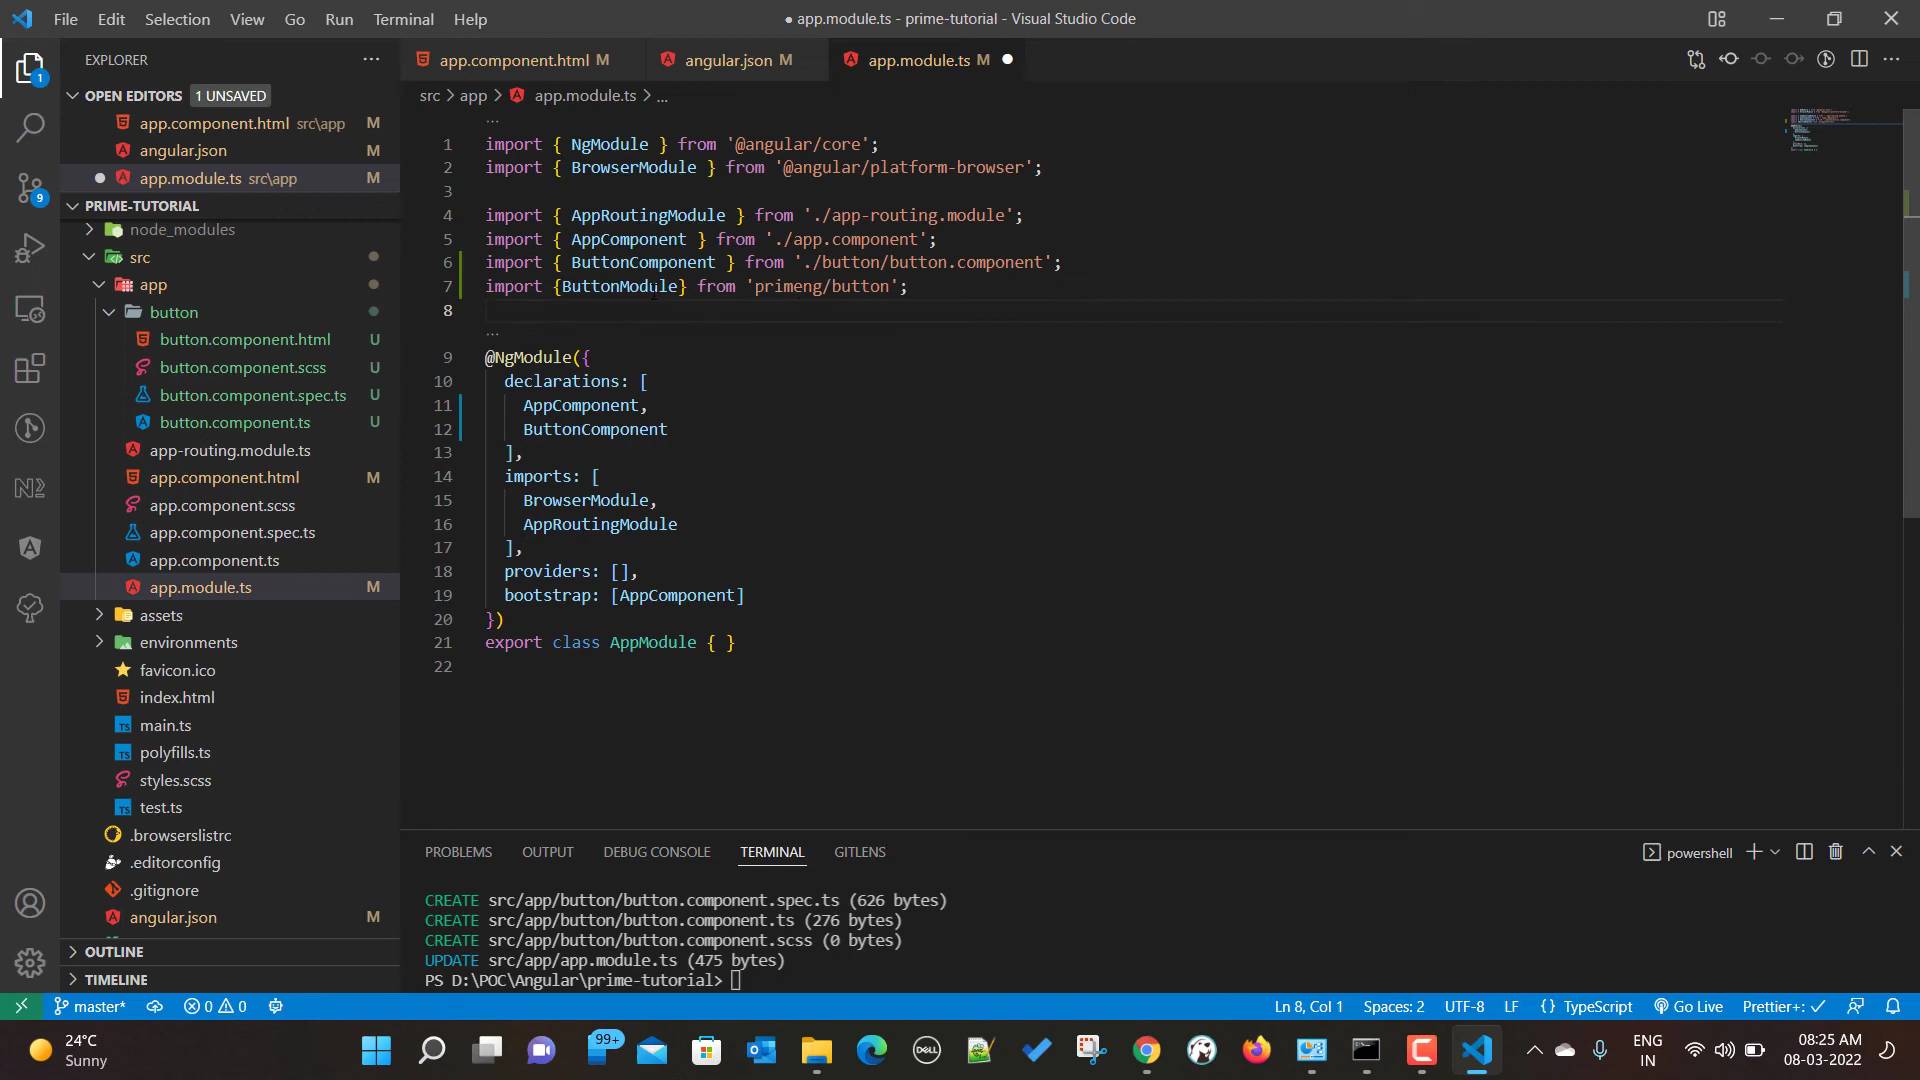 File Edit Selection View Go Run Terminal Help
● app.module.ts - prime-tutorial - Visual Studio Code
EXPLORER
OPEN EDITORS 1 UNSAVED
app.component.html src\app M
angular.json M
app.module.ts src\app M
PRIME-TUTORIAL
node_modules
src
app
button
button.component.html U
button.component.scss U
button.component.spec.ts U
button.component.ts U
app-routing.module.ts
app.component.html M
app.component.scss
app.component.spec.ts
app.component.ts
app.module.ts M
assets
environments
favicon.ico
index.html
main.ts
polyfills.ts
styles.scss
test.ts
.browserslistrc
.editorconfig
.gitignore
angular.json M
OUTLINE
TIMELINE
1
9
app.component.html M angular.json M app.module.ts M
src > app > app.module.ts > ...
1 import { NgModule } from '@angular/core';
2 import { BrowserModule } from '@angular/platform-browser';
3
4 import { AppRoutingModule } from './app-routing.module';
5 import { AppComponent } from './app.component';
6 import { ButtonComponent } from './button/button.component';
7 import {ButtonModule} from 'primeng/button';
8
9 @NgModule({
10 declarations: [
11 AppComponent,
12 ButtonComponent
13 ],
14 imports: [
15 BrowserModule,
16 AppRoutingModule
17 ],
18 providers: [],
19 bootstrap: [AppComponent]
20 })
21 export class AppModule { }
22
PROBLEMS OUTPUT DEBUG CONSOLE TERMINAL GITLENS
powershell
CREATE src/app/button/button.component.spec.ts (626 bytes)
CREATE src/app/button/button.component.ts (276 bytes)
CREATE src/app/button/button.component.scss (0 bytes)
UPDATE src/app/app.module.ts (475 bytes)
PS D:\POC\Angular\prime-tutorial>
master* 0 0 Ln 8, Col 1 Spaces: 2 UTF-8 LF {} TypeScript Go Live Prettier+: ✓
24°C
Sunny
99+
DELL
ENG
IN
08:25 AM
08-03-2022